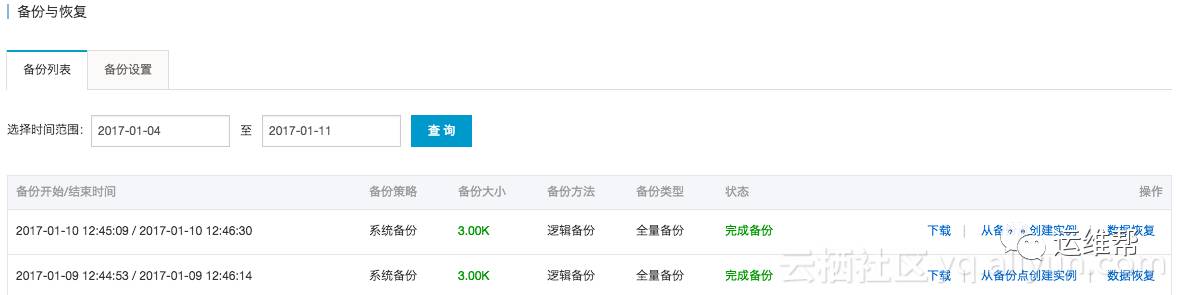 备份与恢复
备份列表 备份设置
选择时间范围: 2017-01-04 至 2017-01-11 查 询
备份开始/结束时间 备份策略 备份大小 备份方法 备份类型 状态 操作
2017-01-10 12:45:09 / 2017-01-10 12:46:30 系统备份 3.00K 逻辑备份 全量备份 完成备份 下载 | 从备份点创建实例 | 数据恢复
2017-01-09 12:44:53 / 2017-01-09 12:46:14 系统备份 3.00K 逻辑备份 全量备份 完成备份 下载 | 从备份点创建实例 | 数据恢复
运维帮
云栖社区 yq.aliyun.com